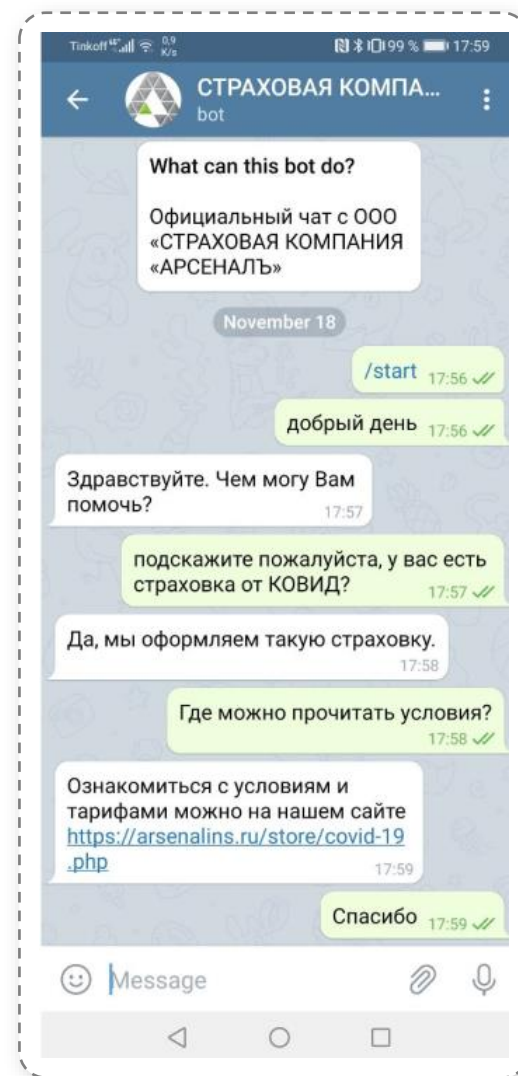 Tinkoff 0,9 K/s 99 % 17:59
СТРАХОВАЯ КОМПА...
bot
What can this bot do?
Официальный чат с ООО
«СТРАХОВАЯ КОМПАНИЯ
«АРСЕНАЛЪ»
November 18
/start 17:56
добрый день 17:56
Здравствуйте. Чем могу Вам
помочь? 17:57
подскажите пожалуйста, у вас есть
страховка от КОВИД? 17:57
Да, мы оформляем такую страховку.
17:58
Где можно прочитать условия?
17:58
Ознакомиться с условиям и
тарифами можно на нашем сайте
https://arsenalins.ru/store/covid-19
.php 17:59
Спасибо 17:59
Message